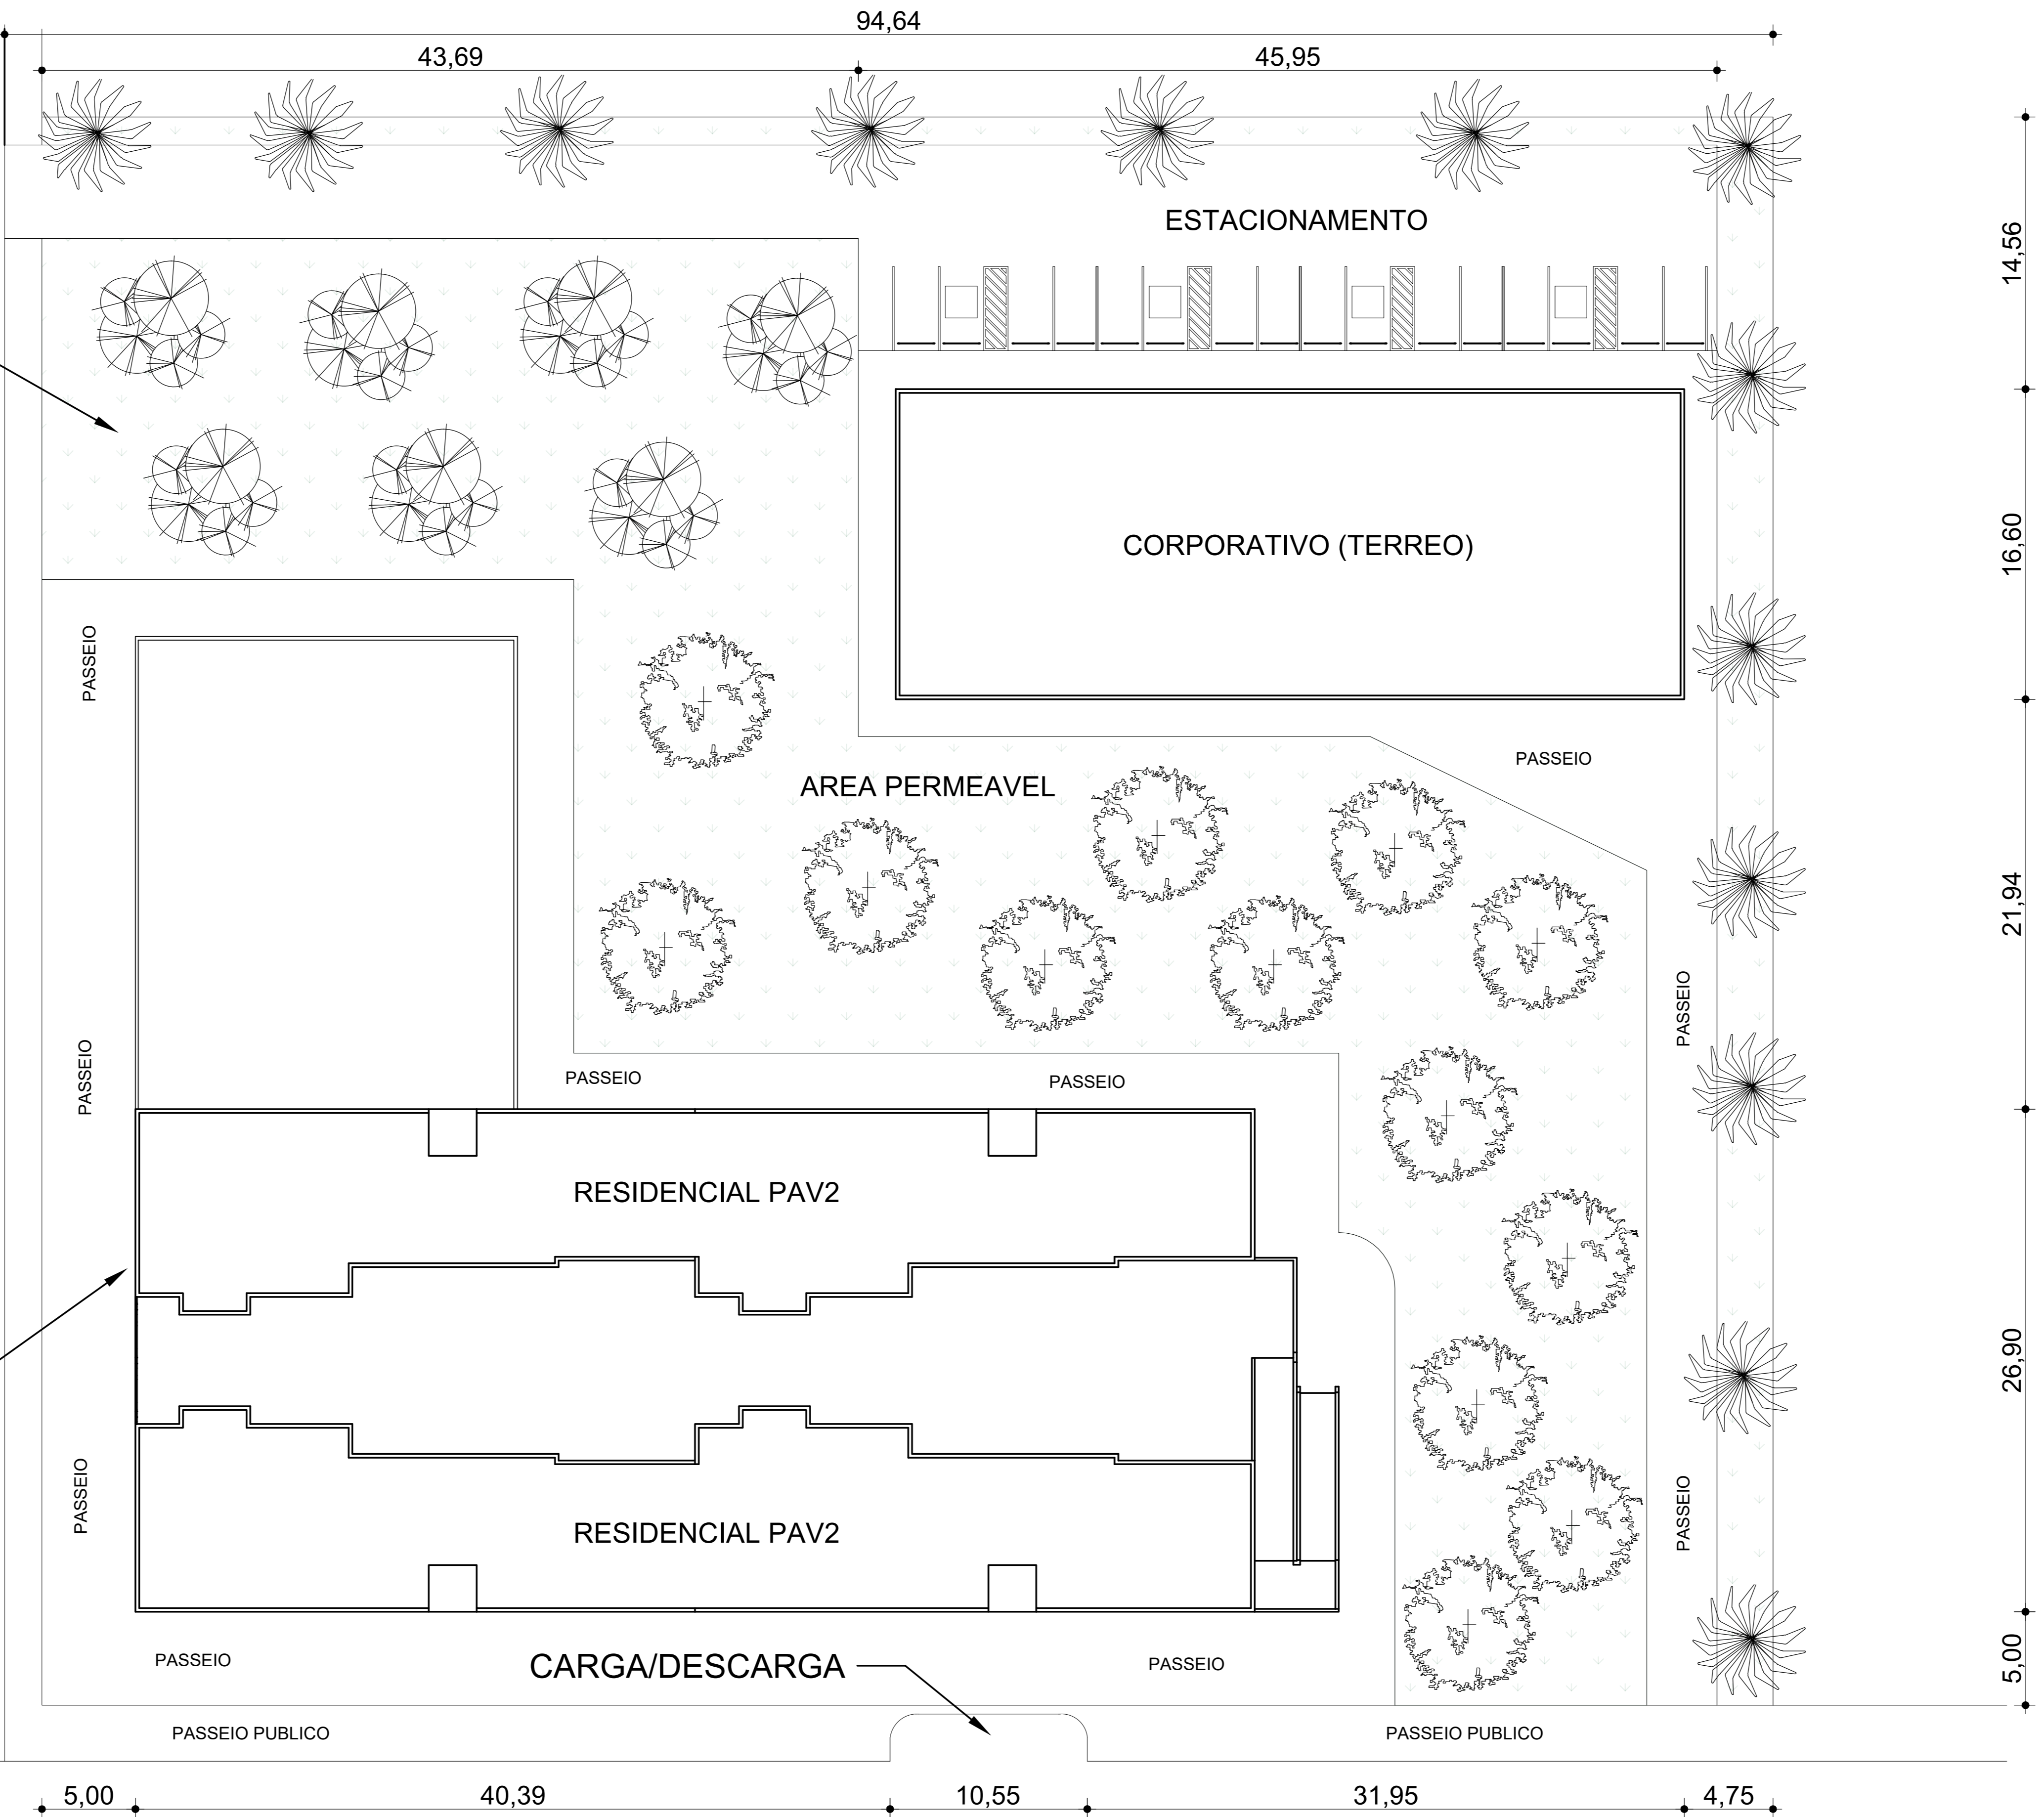 94,64
43,69
45,95
ESTACIONAMENTO
14,56
CORPORATIVO (TERREO)
16,60
PASSEIO
PASSEIO
AREA PERMEAVEL
21,94
PASSEIO
PASSEIO
PASSEIO
PASSEIO
RESIDENCIAL PAV2
26,90
PASSEIO
RESIDENCIAL PAV2
PASSEIO
PASSEIO
CARGA/DESCARGA
PASSEIO
5,00
PASSEIO PUBLICO
PASSEIO PUBLICO
5,00
40,39
10,55
31,95
4,75